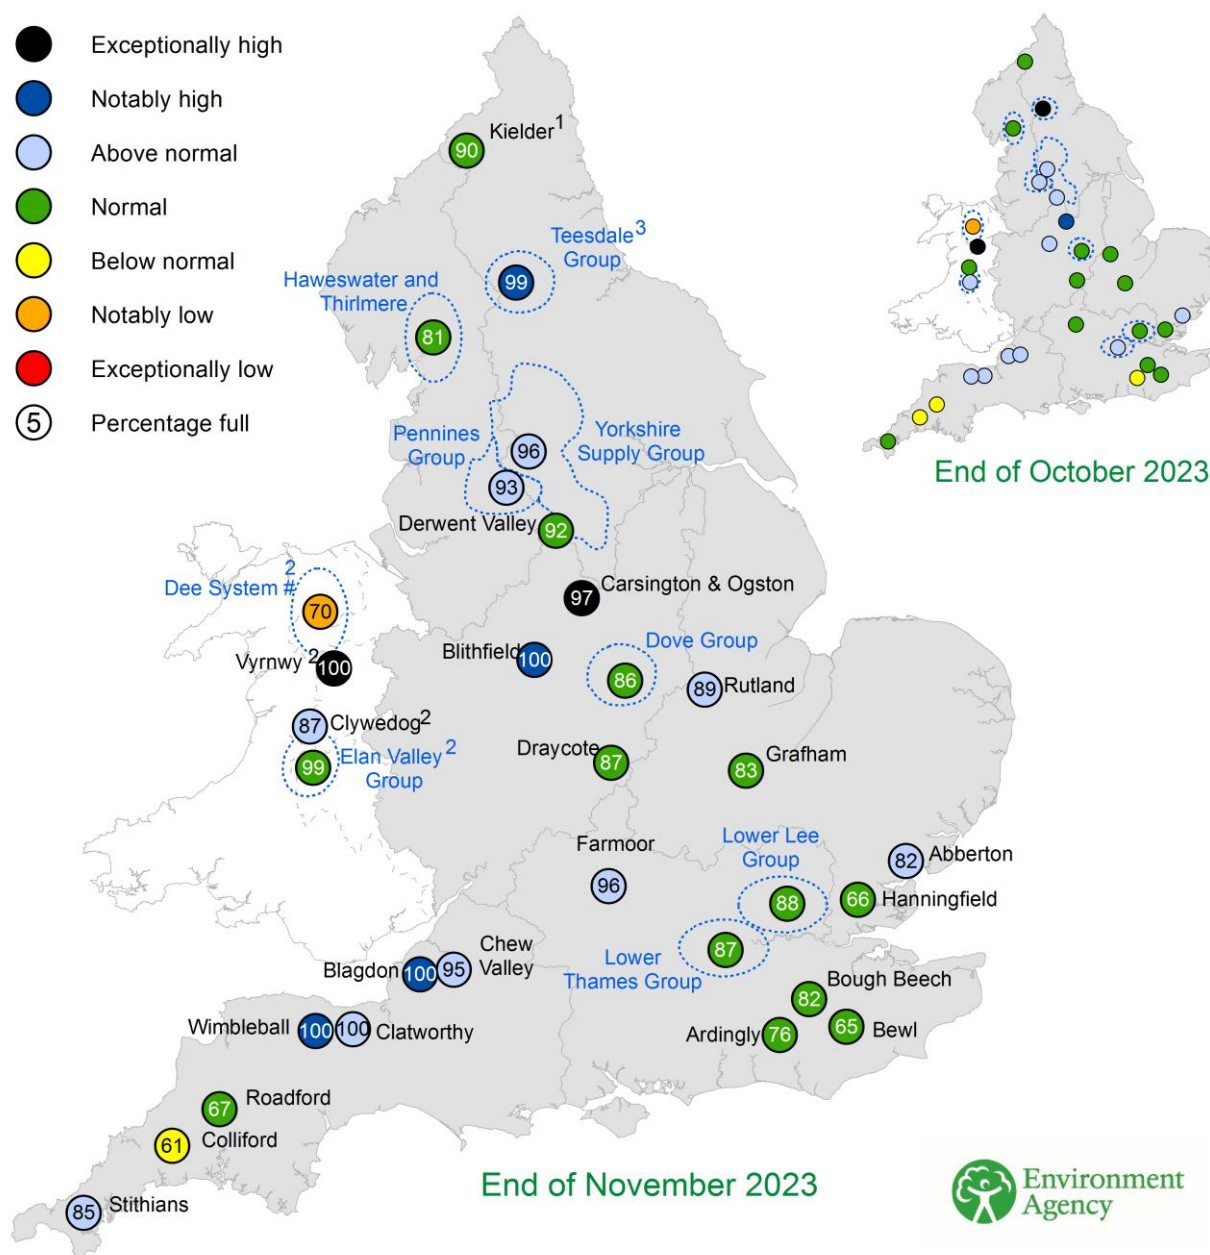 Exceptionally high
Notably high
Above normal
Normal
Below normal
Notably low
Exceptionally low
5 Percentage full
Kielder1
90
Teesdale3
Group
99
Haweswater and
Thirlmere
81
Pennines
Group
Yorkshire
Supply Group
96
93
Derwent Valley
92
End of October 2023
Dee System #2
70
Carsington & Ogston
97
Vyrnwy 2
100
Blithfield
100
Dove Group
86
89
Rutland
87
Clywedog2
99
Elan Valley2
Group
Draycote
87
Grafham
83
Farmoor
96
Lower Lee
Group
88
82
Abberton
66
Hanningfield
Lower
Thames Group
87
Blagdon
100
95
Chew
Valley
Bough Beech
82
Ardingly
76
65
Bewl
Wimbleball
100
100
Clatworthy
67
Roadford
61
Colliford
85
Stithians
End of November 2023
Environment
Agency